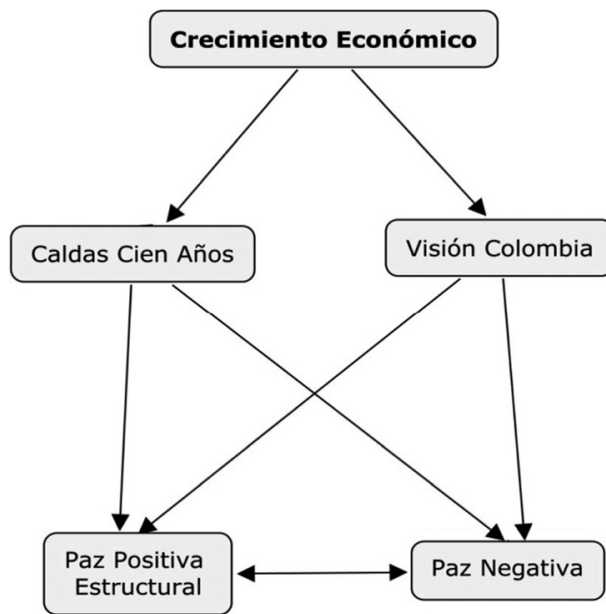 Crecimiento Económico
Caldas Cien Años
Visión Colombia
Paz Positiva
Estructural
Paz Negativa